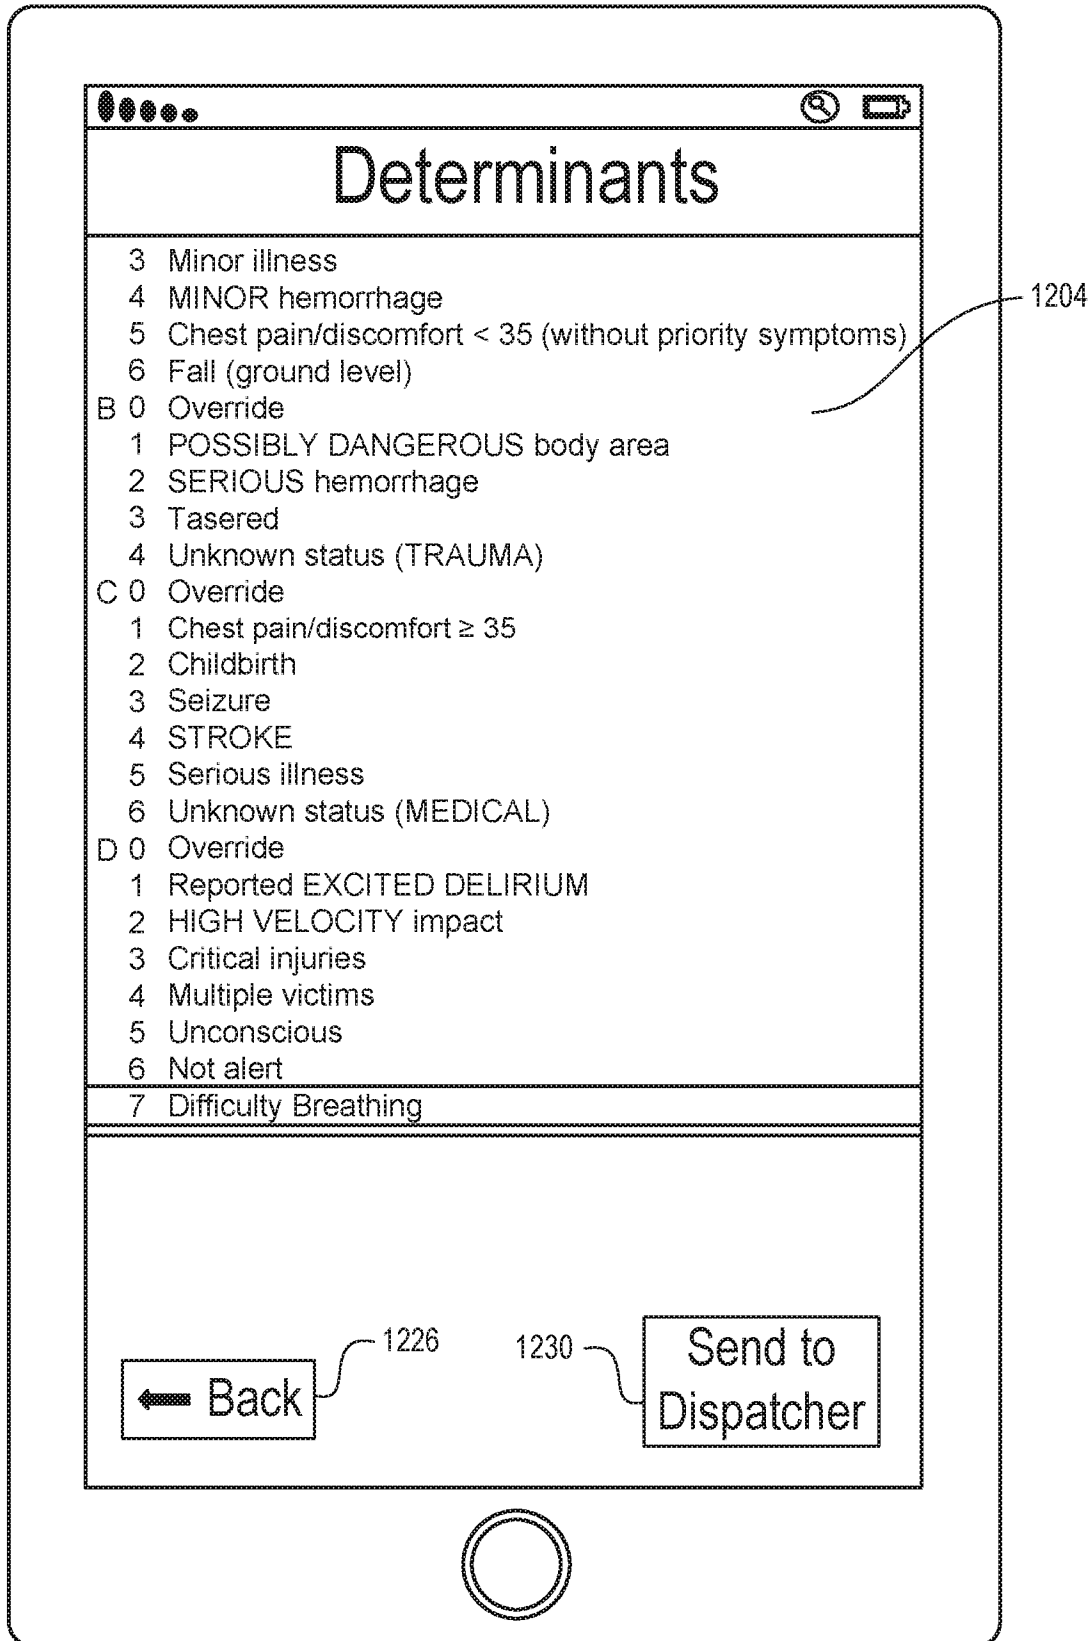 Determinants
3 Minor illness
4 MINOR hemorrhage
1204
5 Chest pain/discomfort < 35 (without priority symptoms)
6 Fall (ground level)
B 0 Override
1 POSSIBLY DANGEROUS body area
2 SERIOUS hemorrhage
3 Tasered
4 Unknown status (TRAUMA)
C 0 Override
1 Chest pain/discomfort ≥ 35
2 Childbirth
3 Seizure
4 STROKE
5 Serious illness
6 Unknown status (MEDICAL)
D 0 Override
1 Reported EXCITED DELIRIUM
2 HIGH VELOCITY impact
3 Critical injuries
4 Multiple victims
5 Unconscious
6 Not alert
7 Difficulty Breathing
1226
1230
Back
Send to
Dispatcher